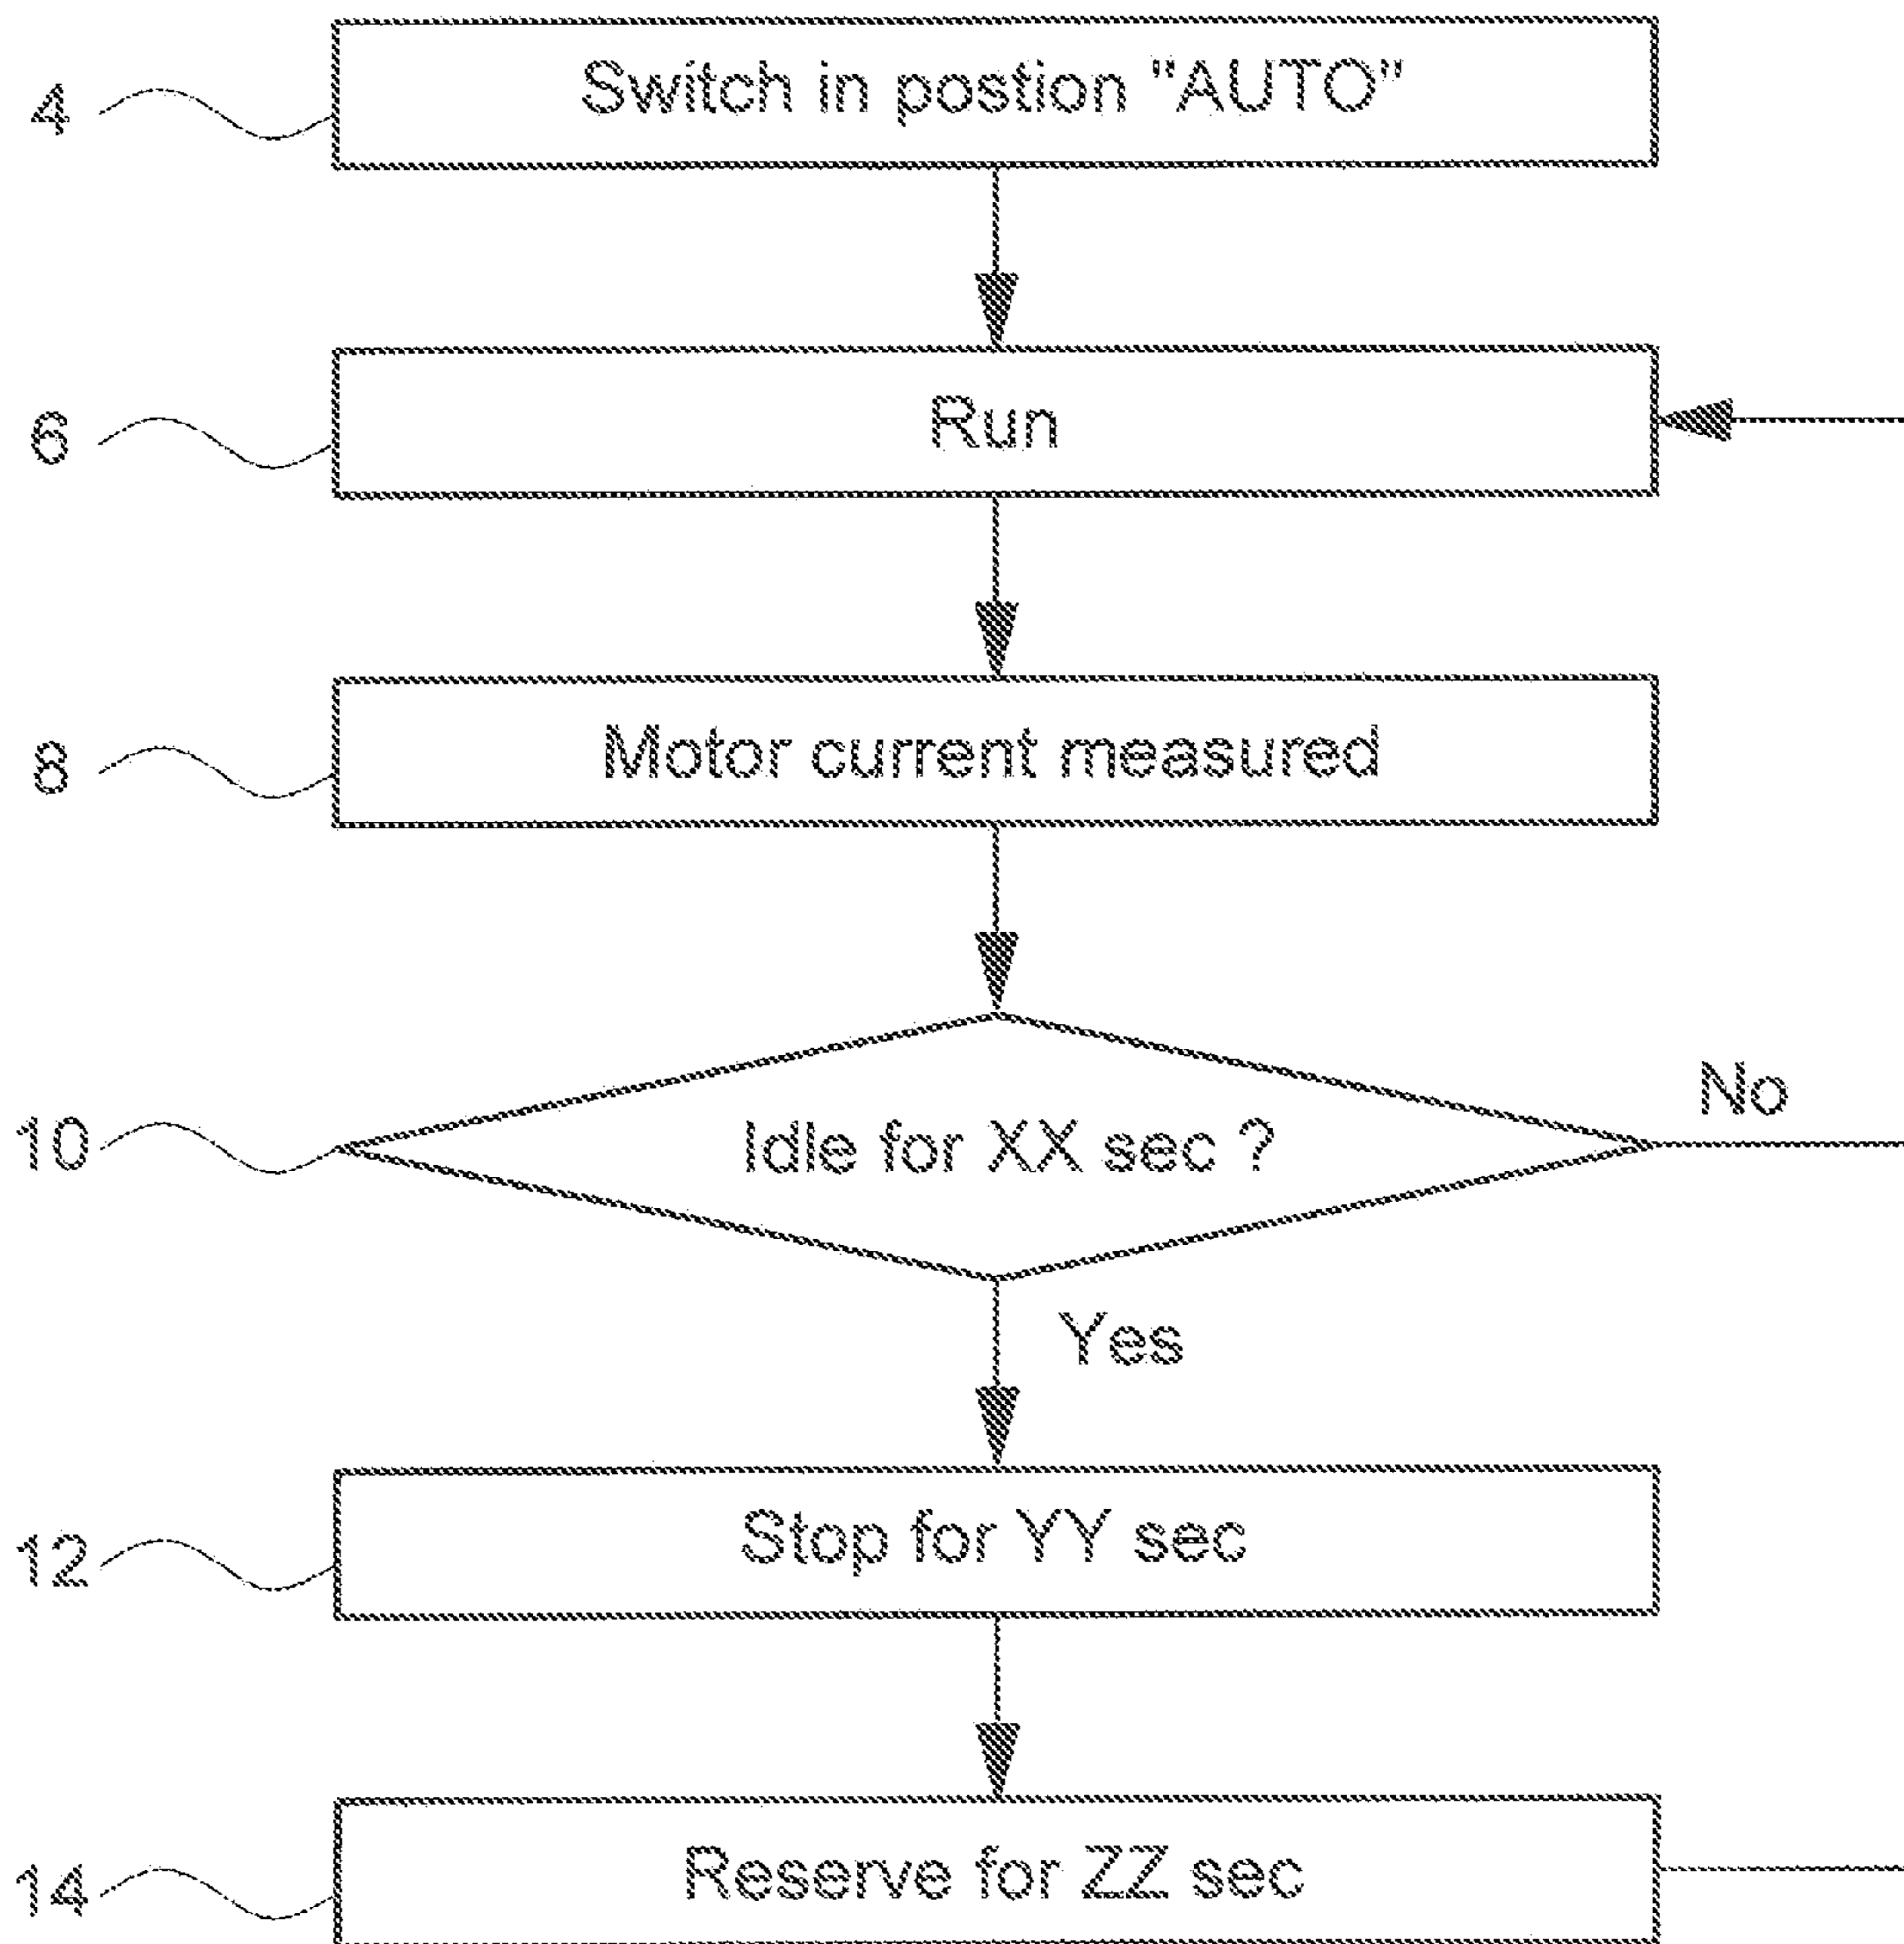 4
Switch in postion "AUTO"
6
Run
8
Motor current measured
10
Idle for XX sec ?
No
Yes
12
Stop for YY sec
14
Reserve for ZZ sec